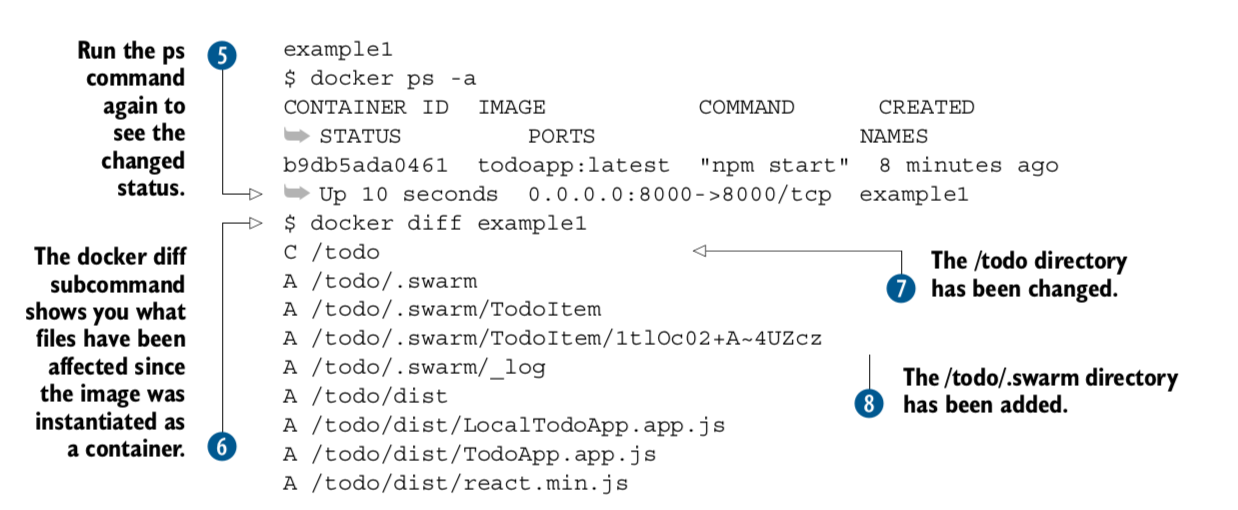 Run the ps
command
again to
see the
changed
status.
5
example1
$ docker ps -a
CONTAINER ID IMAGE COMMAND CREATED
➥ STATUS PORTS NAMES
b9db5ada0461 todoapp:latest "npm start" 8 minutes ago
➥ Up 10 seconds 0.0.0.0:8000->8000/tcp example1
$ docker diff example1
C /todo
A /todo/.swarm
A /todo/.swarm/TodoItem
A /todo/.swarm/TodoItem/1tlOc02+A~4UZcz
A /todo/.swarm/_log
A /todo/dist
A /todo/dist/LocalTodoApp.app.js
A /todo/dist/TodoApp.app.js
A /todo/dist/react.min.js
The docker diff
subcommand
shows you what
files have been
affected since
the image was
instantiated as
a container.
6
The /todo directory
7 has been changed.
The /todo/.swarm directory
8 has been added.